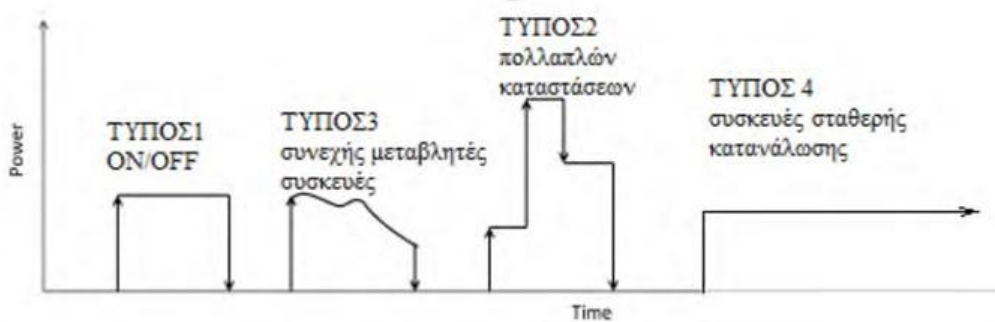 ΤΥΠΟΣ1
ON/OFF
ΤΥΠΟΣ3
συνεχής μεταβλητές
συσκευές
ΤΥΠΟΣ2
πολλαπλών
καταστάσεων
ΤΥΠΟΣ 4
συσκευές σταθερής
κατανάλωσης
Power
Time